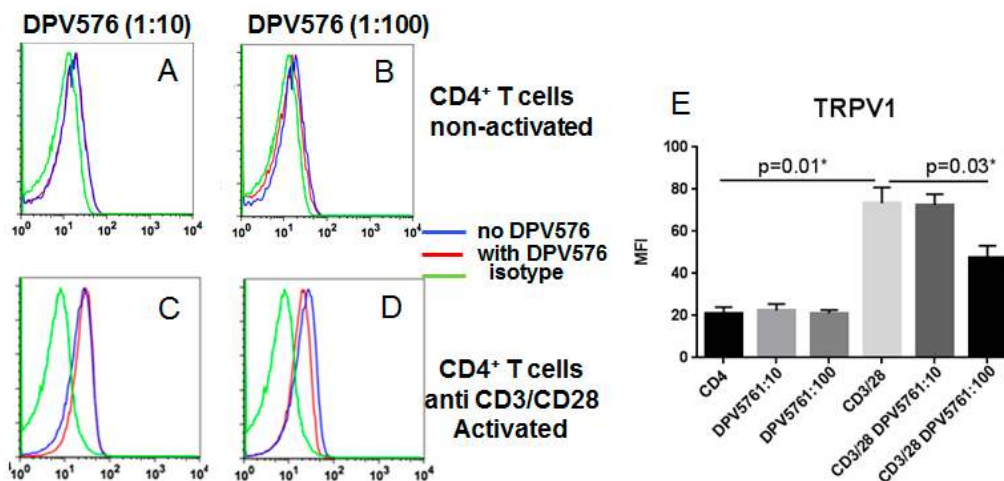 DPV576 (1:10)
DPV576 (1:100)
A
B
10⁰ 10¹ 10² 10³ 10⁴
10⁰ 10¹ 10² 10³ 10⁴
CD4⁺ T cells
non-activated
no DPV576
with DPV576
isotype
C
D
10⁰ 10¹ 10² 10³ 10⁴
10⁰ 10¹ 10² 10³ 10⁴
CD4⁺ T cells
anti CD3/CD28
Activated
E
TRPV1
MFI
100
80
60
40
20
0
p=0.01*
p=0.03*
CD4
DPV5761:10
DPV5761:100
CD3/28
CD3/28 DPV5761:10
CD3/28 DPV5761:100